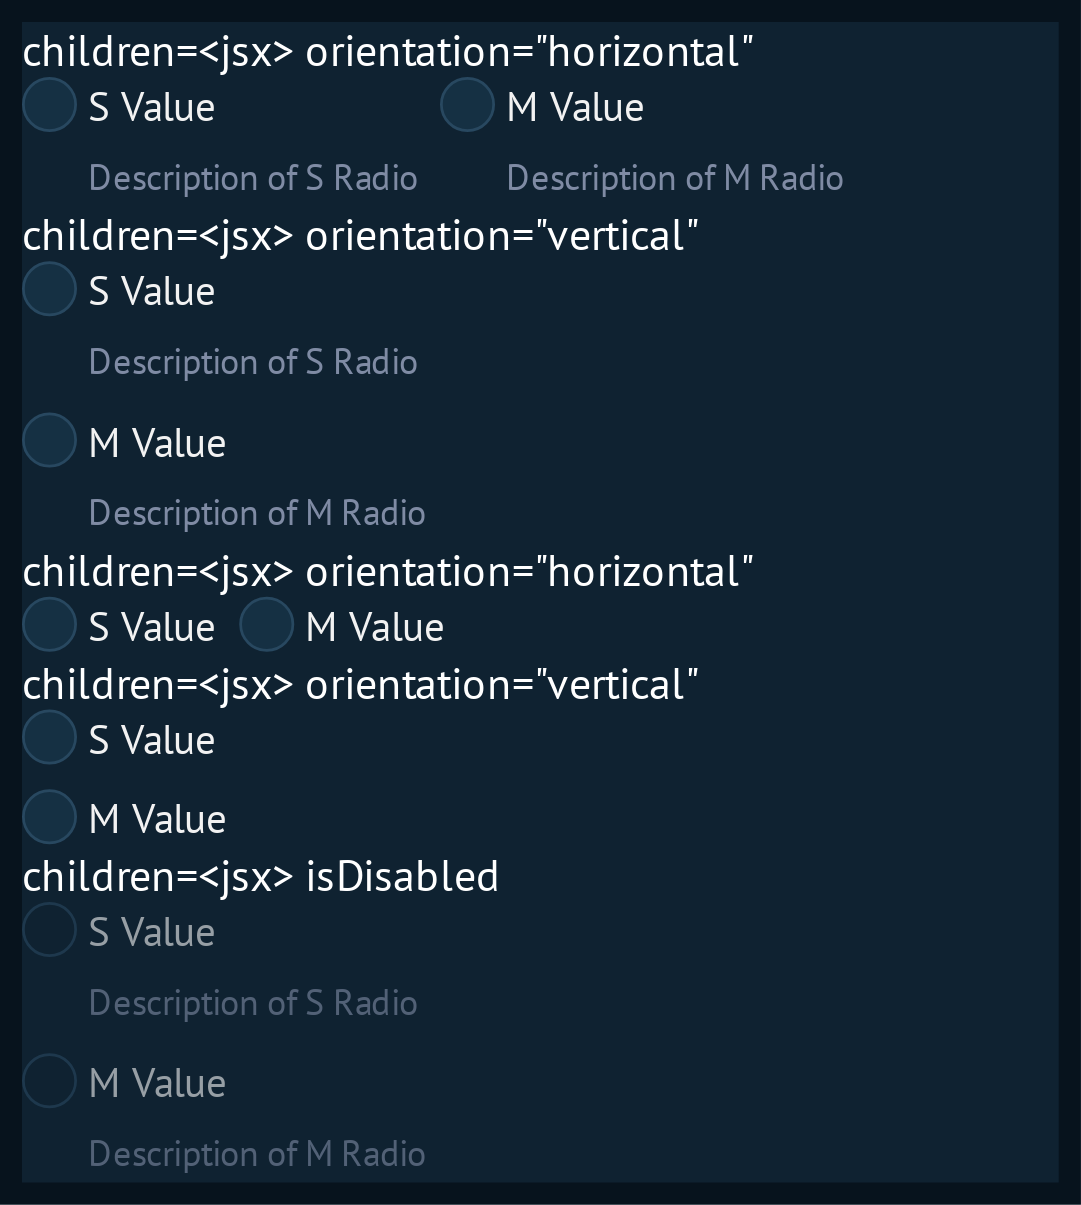 children=<jsx> orientation="horizontal"
S Value M Value
Description of S Radio Description of M Radio
children=<jsx> orientation="vertical"
S Value
Description of S Radio
M Value
Description of M Radio
children=<jsx> orientation="horizontal"
S Value M Value
children=<jsx> orientation="vertical"
S Value
M Value
children=<jsx> isDisabled
S Value
Description of S Radio
M Value
Description of M Radio